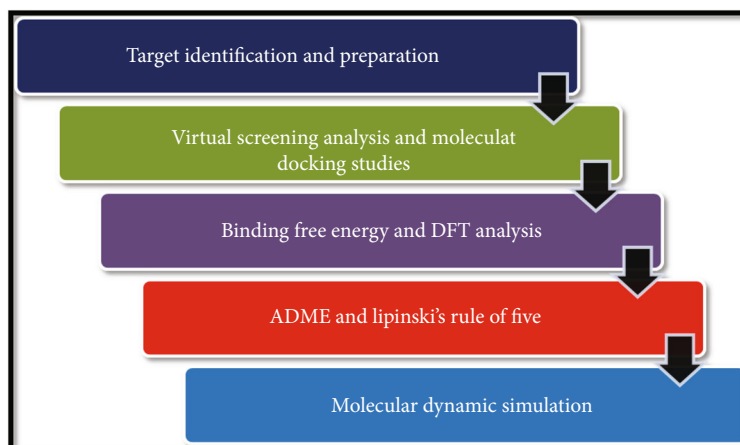 Target identification and preparation
Virtual screening analysis and moleculat
docking studies
Binding free energy and DFT analysis
ADME and lipinski's rule of five
Molecular dynamic simulation